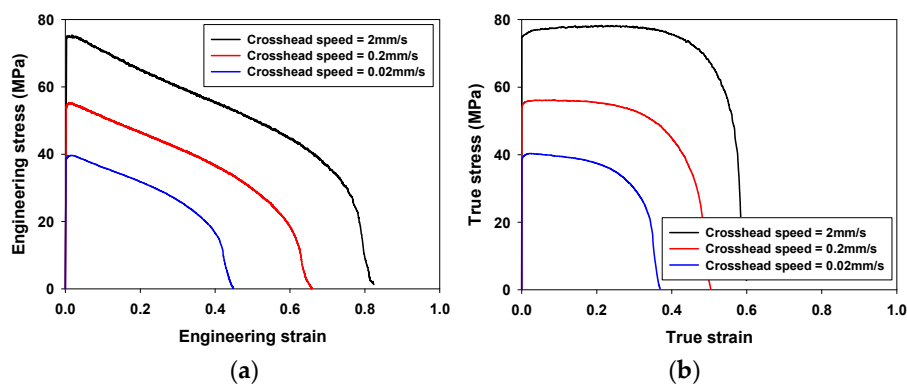 80
60
40
20
0
Engineering stress (MPa)
Crosshead speed = 2mm/s
Crosshead speed = 0.2mm/s
Crosshead speed = 0.02mm/s
0.0 0.2 0.4 0.6 0.8 1.0
Engineering strain
(a)
80
60
40
20
0
True stress (MPa)
Crosshead speed = 2mm/s
Crosshead speed = 0.2mm/s
Crosshead speed = 0.02mm/s
0.0 0.2 0.4 0.6 0.8 1.0
True strain
(b)